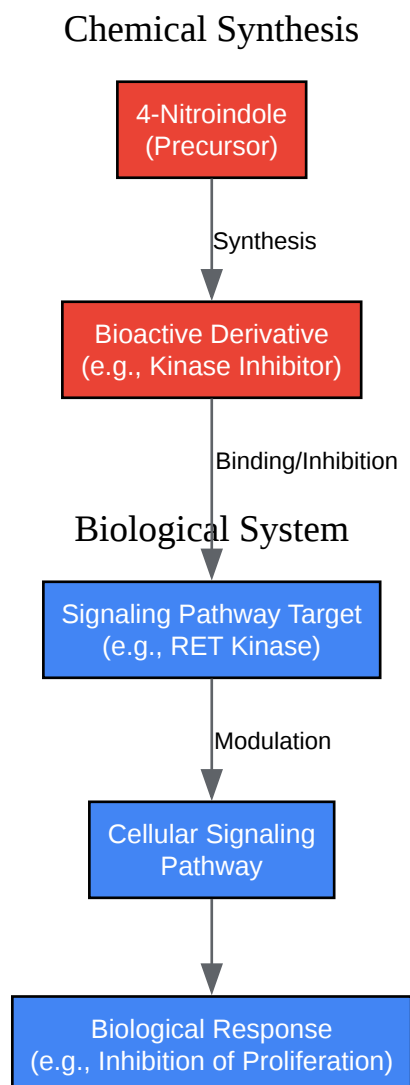 Chemical Synthesis
4-Nitroindole
(Precursor)
Synthesis
Bioactive Derivative
(e.g., Kinase Inhibitor)
Binding/Inhibition
Biological System
Signaling Pathway Target
(e.g., RET Kinase)
Modulation
Cellular Signaling
Pathway
Biological Response
(e.g., Inhibition of Proliferation)